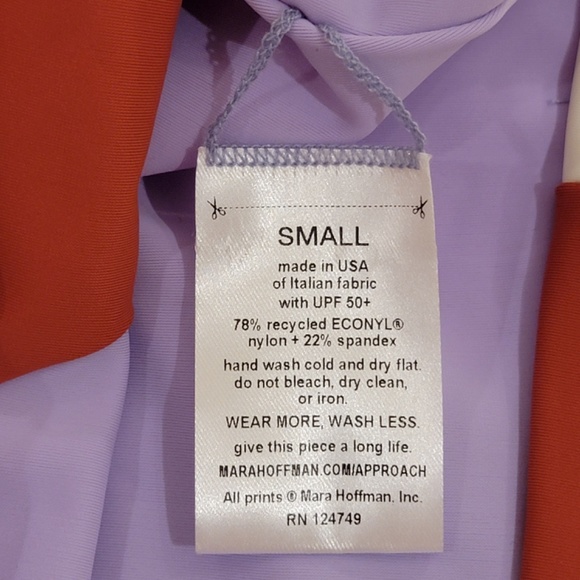 SMALL
made in USA
of Italian fabric
with UPF 50+
78% recycled ECONYL®
nylon + 22% spandex
hand wash cold and dry flat.
do not bleach, dry clean,
or iron.
WEAR MORE, WASH LESS.
give this piece a long life.
MARAHOFFMAN.COM/APPROACH
All prints ® Mara Hoffman, Inc.
RN 124749